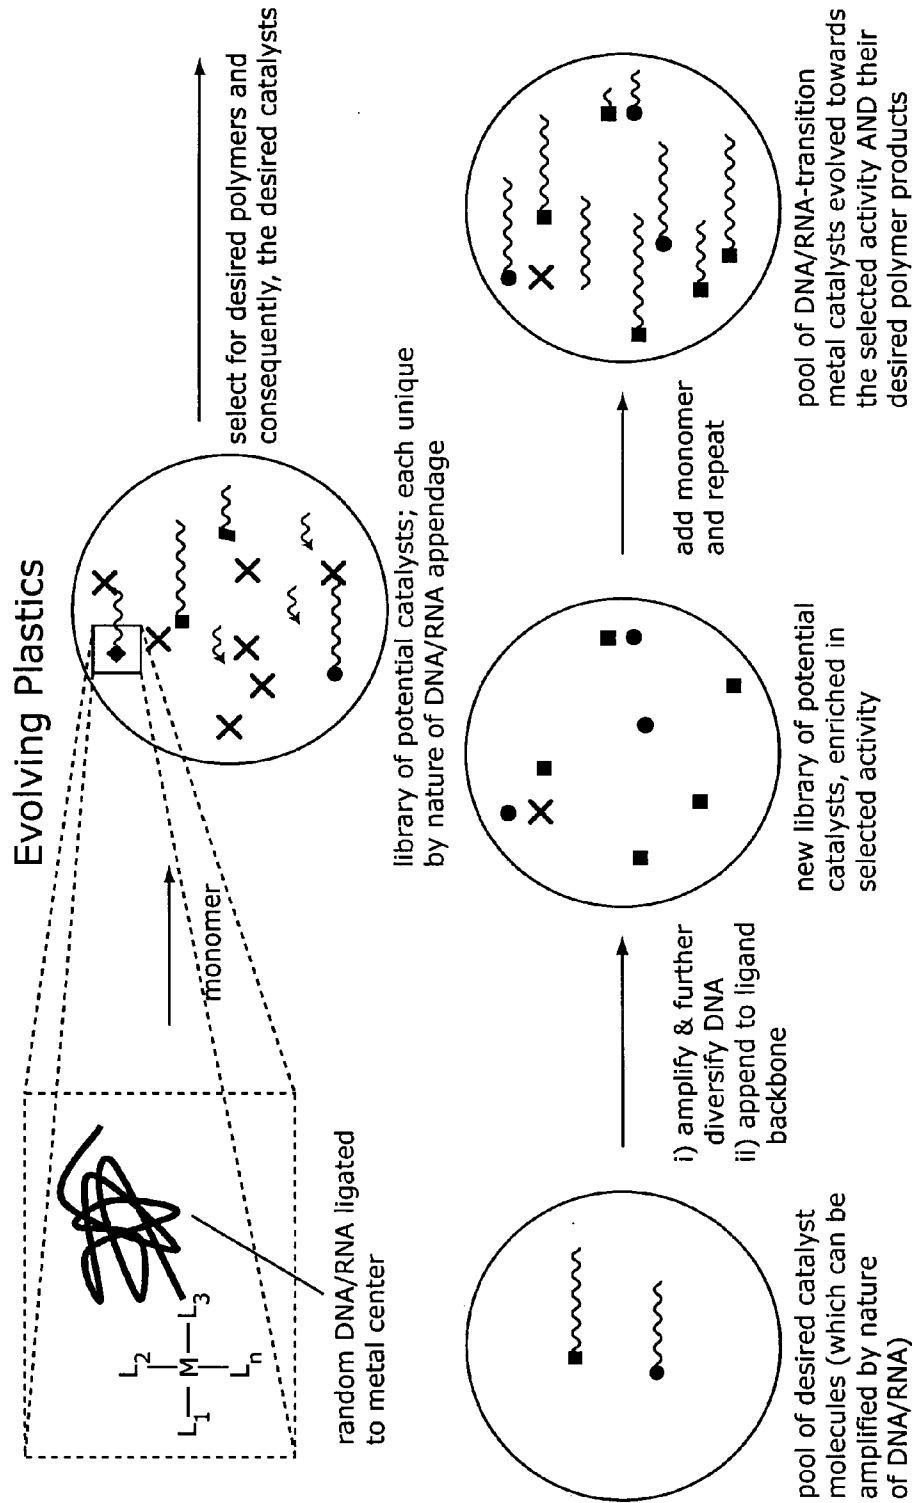 Evolving Plastics
L₂
L₁
M
L₃
Lₙ
random DNA/RNA ligated
to metal center
monomer
library of potential catalysts; each unique
by nature of DNA/RNA appendage
select for desired polymers and
consequently, the desired catalysts
pool of desired catalyst
molecules (which can be
amplified by nature
of DNA/RNA)
i) amplify & further
diversify DNA
ii) append to ligand
backbone
new library of potential
catalysts, enriched in
selected activity
add monomer
and repeat
pool of DNA/RNA-transition
metal catalysts evolved towards
the selected activity AND their
desired polymer products